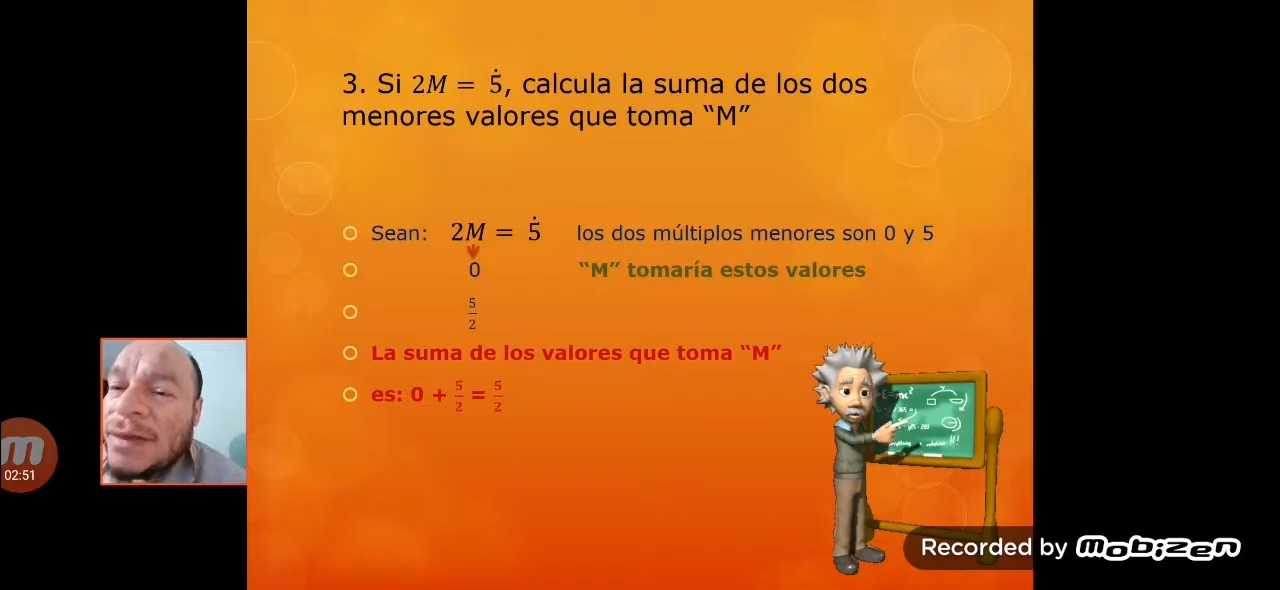 3. Si 2M = 5̇, calcula la suma de los dos
menores valores que toma “M”
Sean: 2M = 5̇ los dos múltiplos menores son 0 y 5
0 “M” tomaría estos valores
5/2
La suma de los valores que toma “M”
es: 0 + 5/2 = 5/2
E=mc²
02:51
Recorded by mobizen